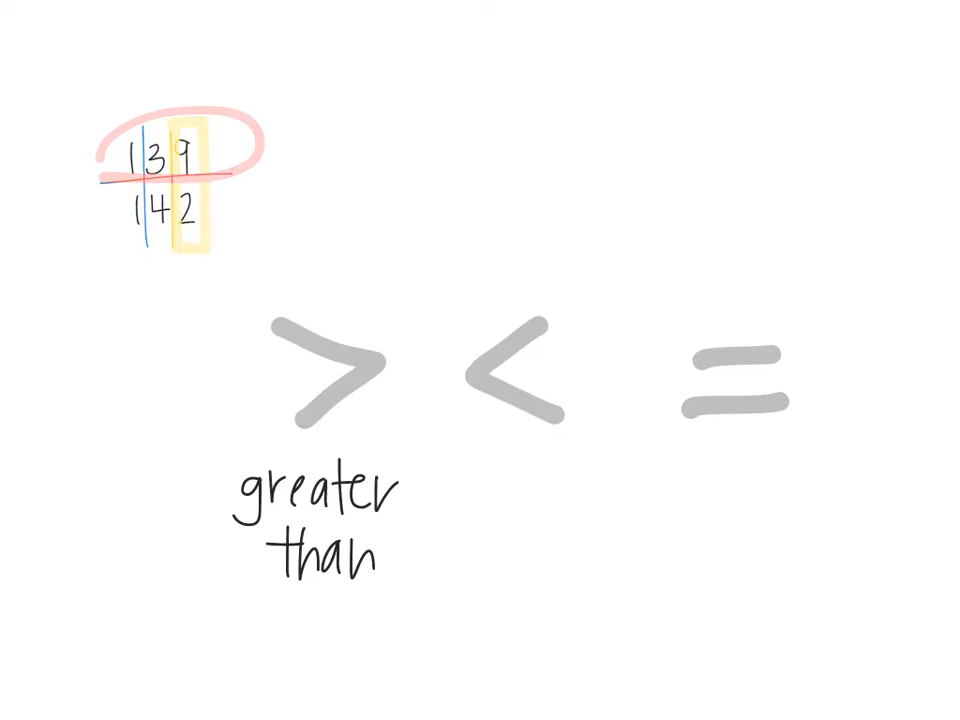 139
142
> < =
greater
than